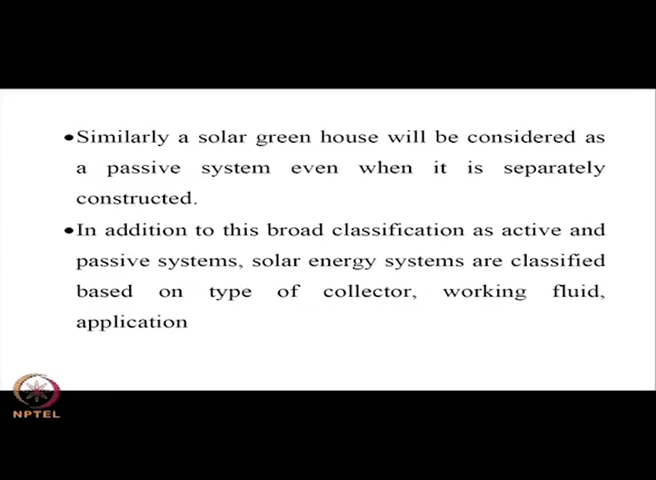 •Similarly a solar green house will be considered as
a passive system even when it is separately
constructed.
•In addition to this broad classification as active and
passive systems, solar energy systems are classified
based on type of collector, working fluid,
application
NPTEL